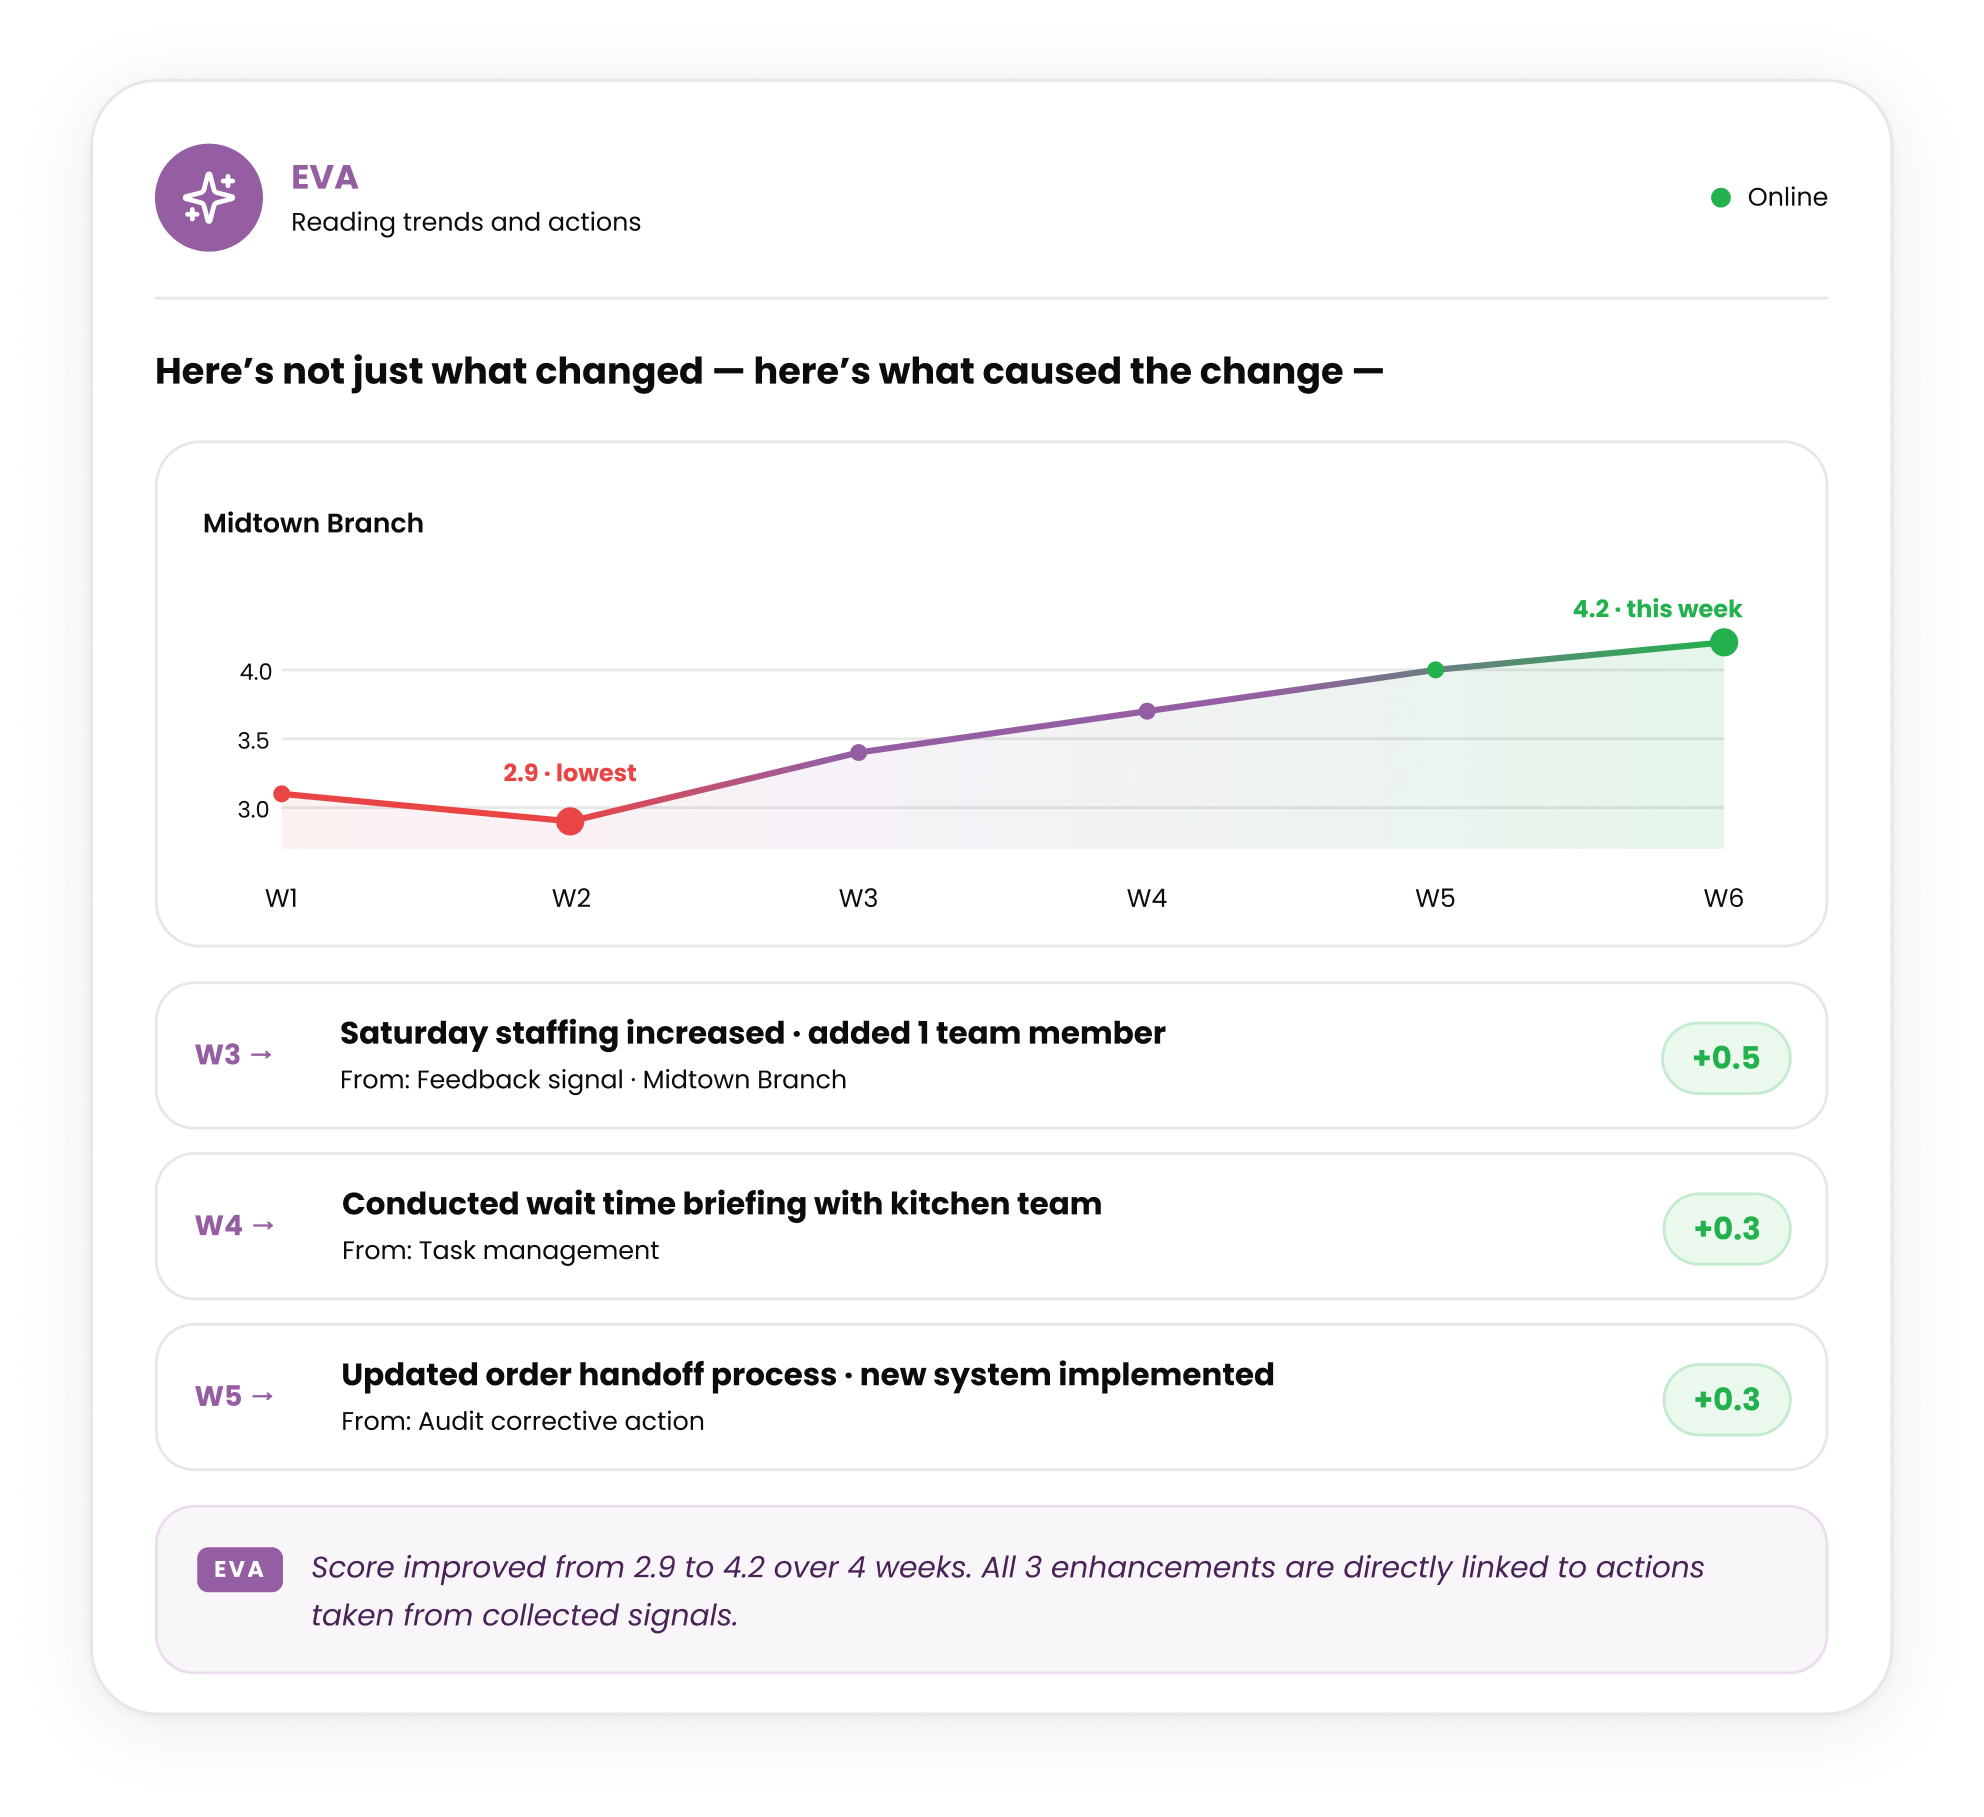 EVA
Reading trends and actions
Online
Here’s not just what changed — here’s what caused the change —
Midtown Branch
4.2 · this week
4.0
3.5
2.9 · lowest
3.0
W1 W2 W3 W4 W5 W6
W3 →
Saturday staffing increased · added 1 team member
From: Feedback signal · Midtown Branch
+0.5
W4 →
Conducted wait time briefing with kitchen team
From: Task management
+0.3
W5 →
Updated order handoff process · new system implemented
From: Audit corrective action
+0.3
EVA
Score improved from 2.9 to 4.2 over 4 weeks. All 3 enhancements are directly linked to actions
taken from collected signals.